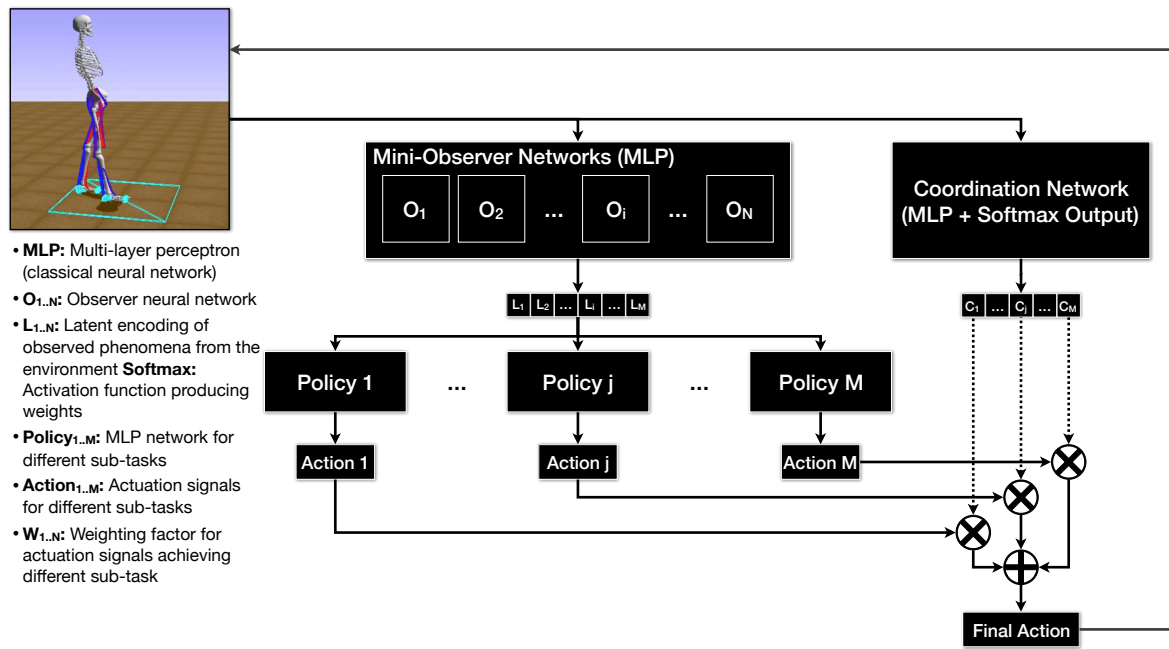 Mini-Observer Networks (MLP)
O1 O2 ... Oi ... ON
Coordination Network
(MLP + Softmax Output)
L1 L2 ... Li ... LM
C1 ... Cj ... CM
Policy 1 ... Policy j ... Policy M
Action 1 Action j Action M
Final Action
• MLP: Multi-layer perceptron
(classical neural network)
• O1..N: Observer neural network
• L1..N: Latent encoding of
observed phenomena from the
environment Softmax:
Activation function producing
weights
• Policy1..M: MLP network for
different sub-tasks
• Action1..M: Actuation signals
for different sub-tasks
• W1..N: Weighting factor for
actuation signals achieving
different sub-task